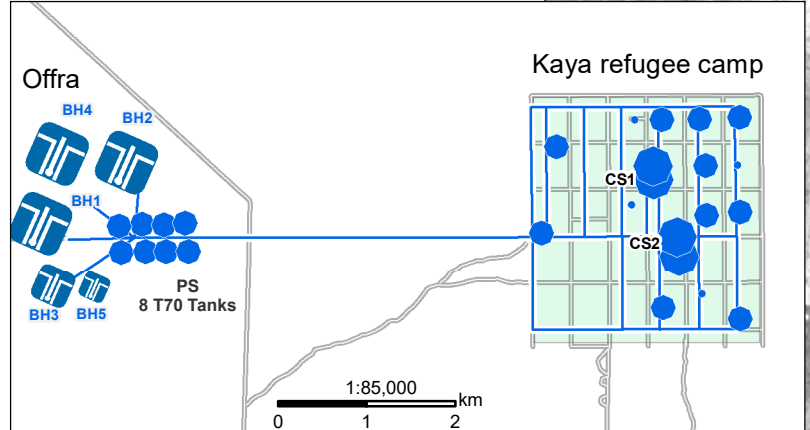 Offra
Kaya refugee camp
BH4
BH2
BH1
BH3
BH5
PS
8 T70 Tanks
CS1
CS2
1:85,000
km
0 1 2